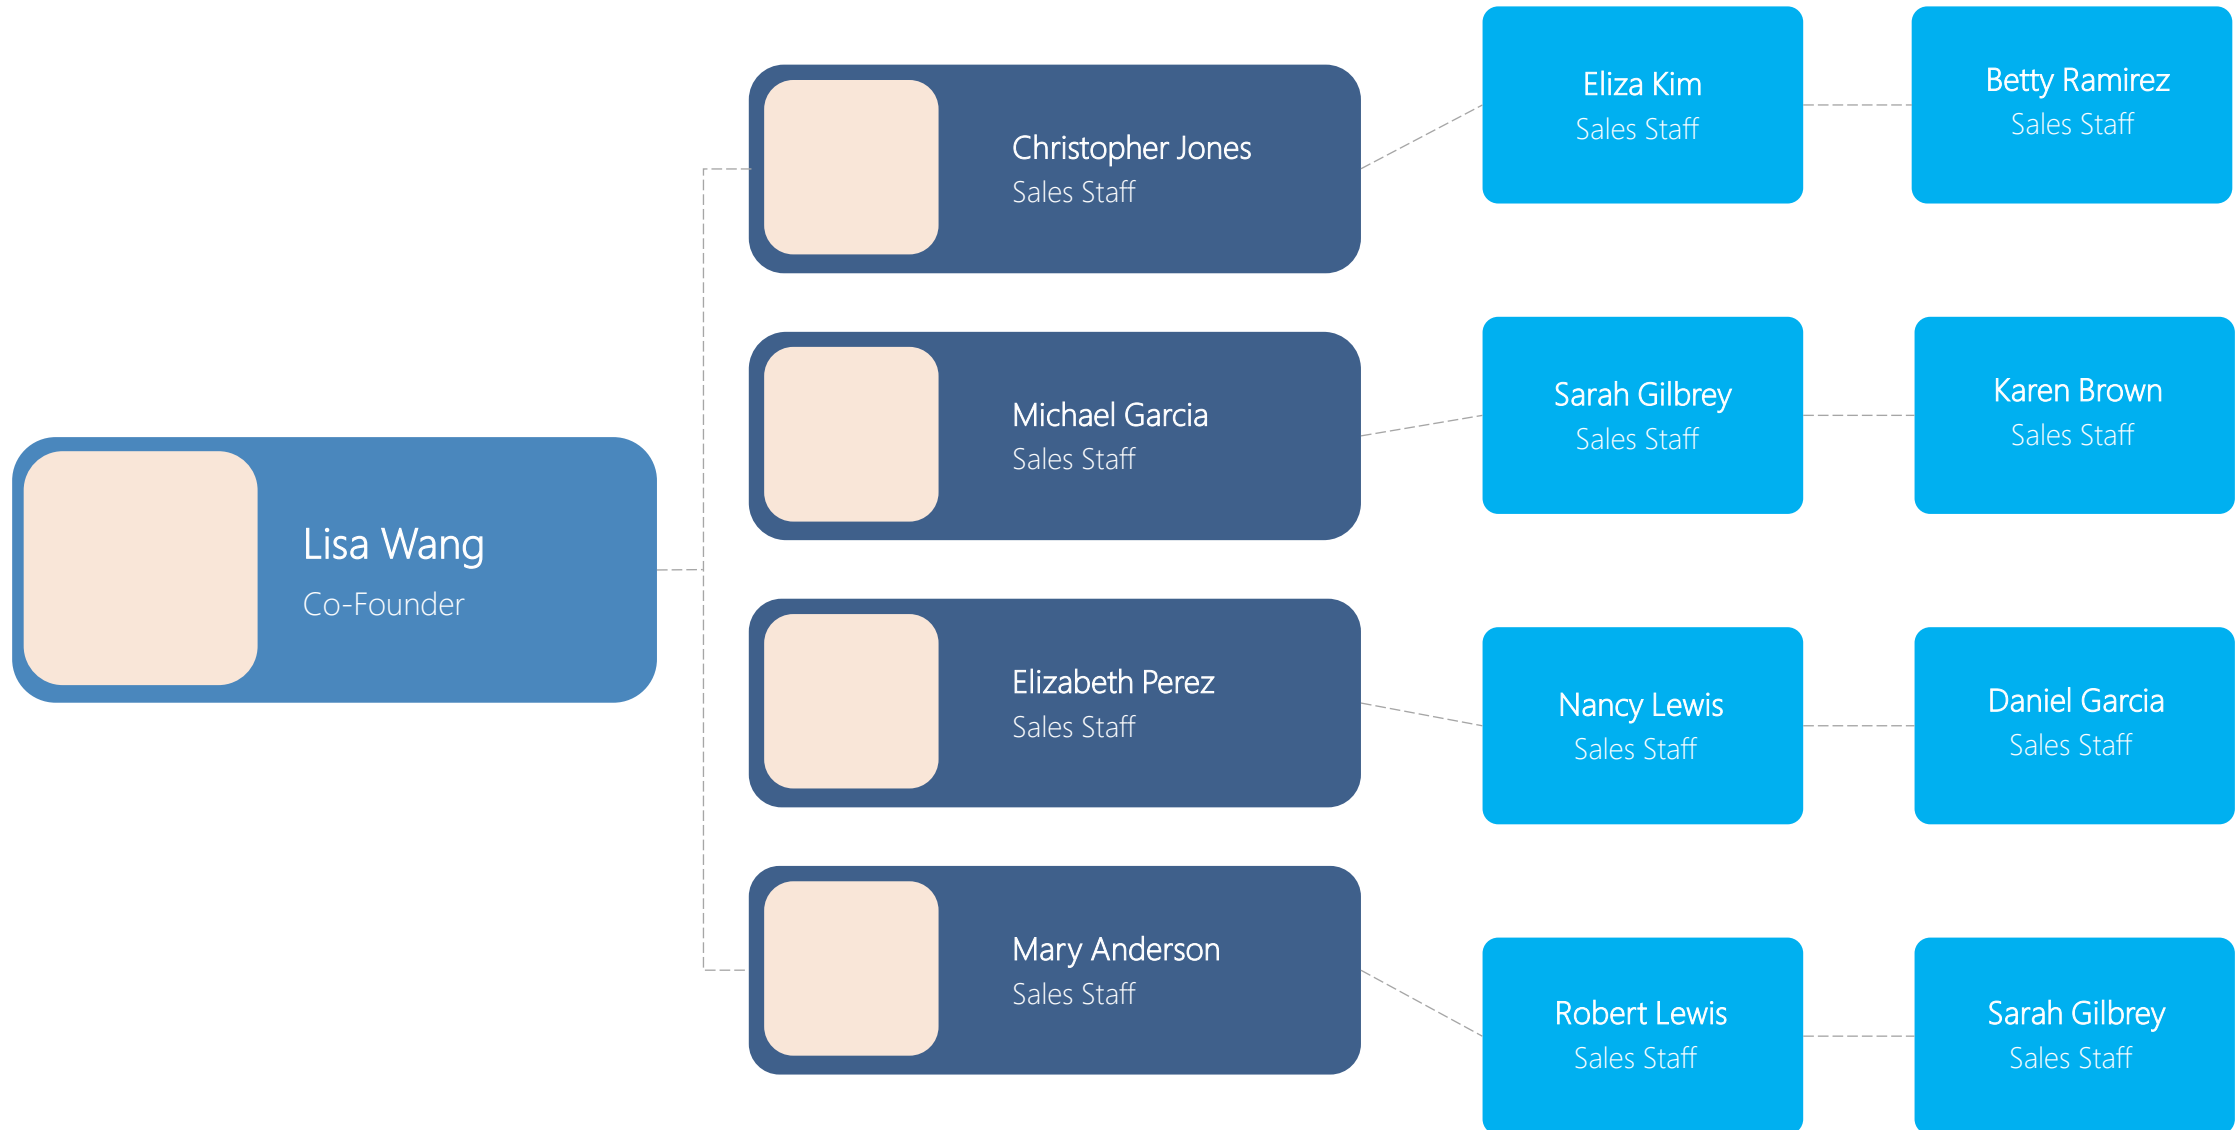 Lisa Wang
Co-Founder
Christopher Jones
Sales Staff
Michael Garcia
Sales Staff
Elizabeth Perez
Sales Staff
Mary Anderson
Sales Staff
Eliza Kim
Sales Staff
Sarah Gilbrey
Sales Staff
Nancy Lewis
Sales Staff
Robert Lewis
Sales Staff
Betty Ramirez
Sales Staff
Karen Brown
Sales Staff
Daniel Garcia
Sales Staff
Sarah Gilbrey
Sales Staff